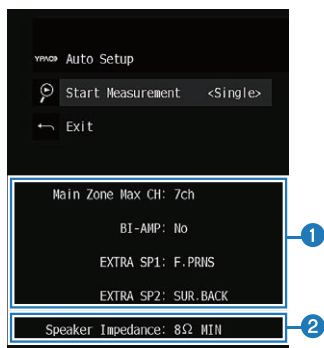 YPAO Auto Setup
Start Measurement <Single>
Exit
Main Zone Max CH: 7ch
1
BI-AMP: No
EXTRA SP1: F.PRNS
EXTRA SP2: SUR.BACK
Speaker Impedance: 8Ω MIN
2